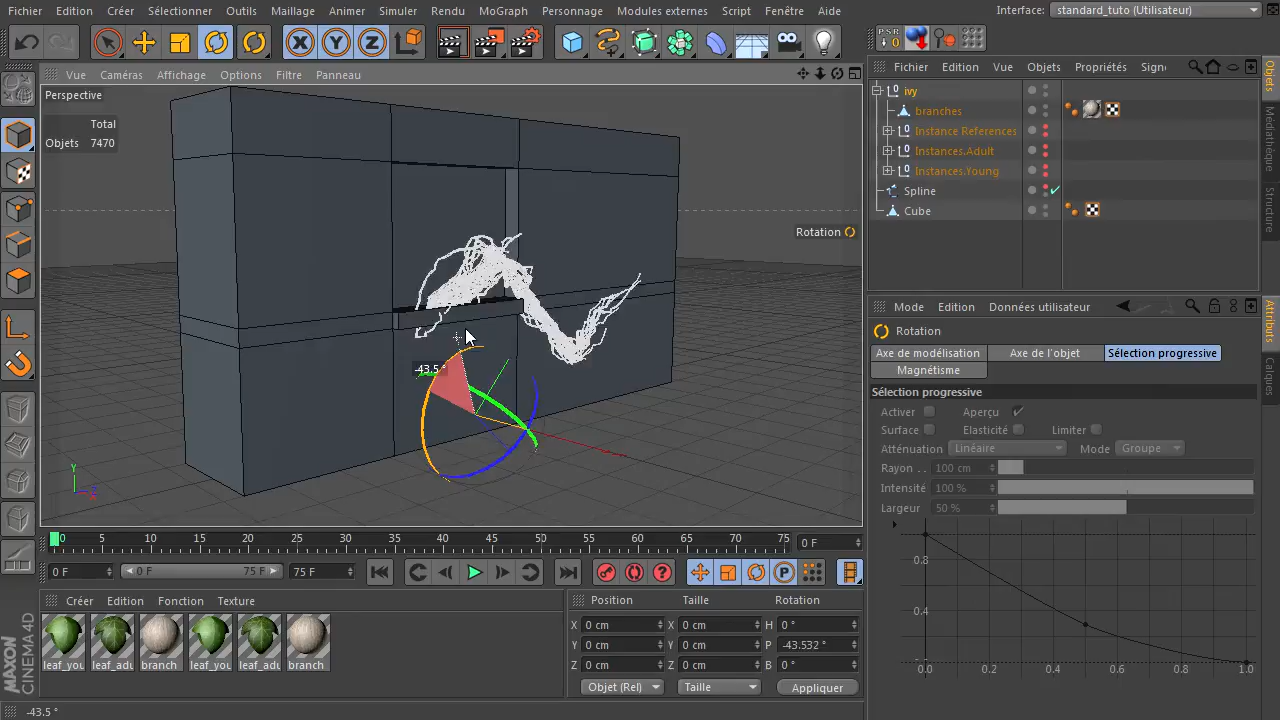 Fichier Edition Créer Sélectionner Outils Maillage Animer Simuler Rendu MoGraph Personnage Modules externes Script Fenêtre Aide Interface: standard_tuto (Utilisateur)
X Y Z PSR 0
Vue Caméras Affichage Options Filtre Panneau
Fichier Edition Vue Objets Propriétés Sign
Perspective
Total
Objets 7470
ivy
branches
Instance References
Instances.Adult
Instances.Young
Spline
Cube
Objets
Médiathèque
Structure
Rotation
-43.5 °
Mode Edition Données utilisateur
Rotation
Axe de modélisation Axe de l'objet Sélection progressive
Magnétisme
Sélection progressive
Activer Aperçu
Surface Elasticité Limiter
Atténuation Linéaire Mode Groupe
Rayon . . 100 cm
Intensité 100 %
Largeur 50 %
0.8
0.4
0.0 0.2 0.4 0.6 0.8 1.0
Attributs
Calques
Y
0 5 10 15 20 25 30 35 40 45 50 55 60 65 70 75 0 F
0 F 0 F 75 F 75 F P
Créer Edition Fonction Texture
leaf_you leaf_adu branch leaf_you leaf_adu branch
Position Taille Rotation
X 0 cm X 0 cm H 0 °
Y 0 cm Y 0 cm P -43.532 °
Z 0 cm Z 0 cm B 0 °
Objet (Rel) Taille Appliquer
MAXON
CINEMA 4D
-43.5 °